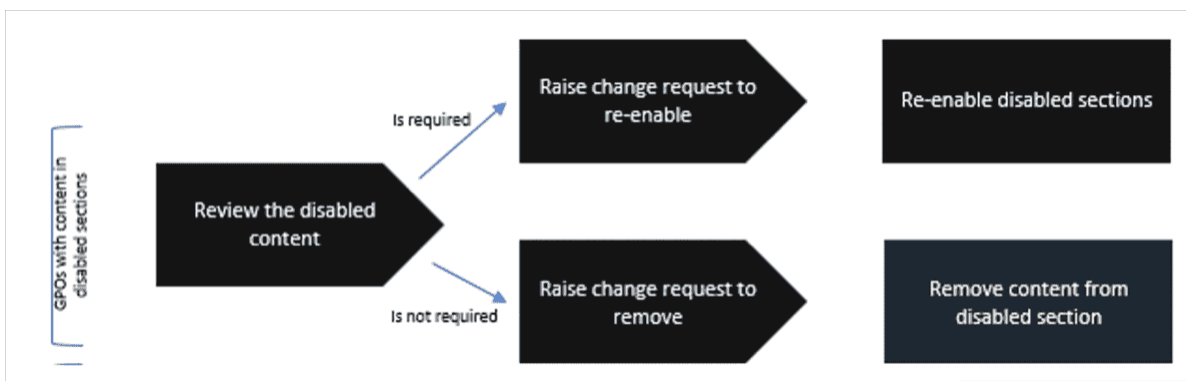 GPOs with content in
disabled sections
Review the disabled
content
Is required
Raise change request to
re-enable
Re-enable disabled sections
Is not required
Raise change request to
remove
Remove content from
disabled section